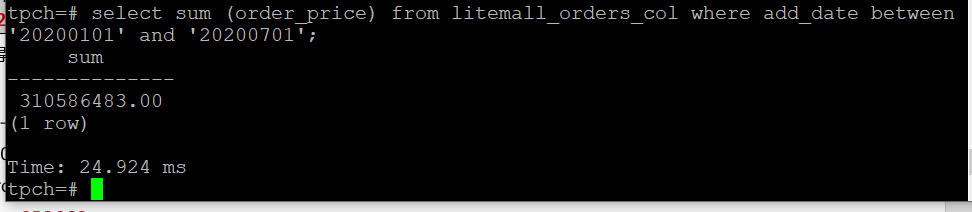 tpch=# select sum (order_price) from litemall_orders_col where add_date between
'20200101' and '20200701';
sum
--------------
310586483.00
(1 row)
Time: 24.924 ms
tpch=#